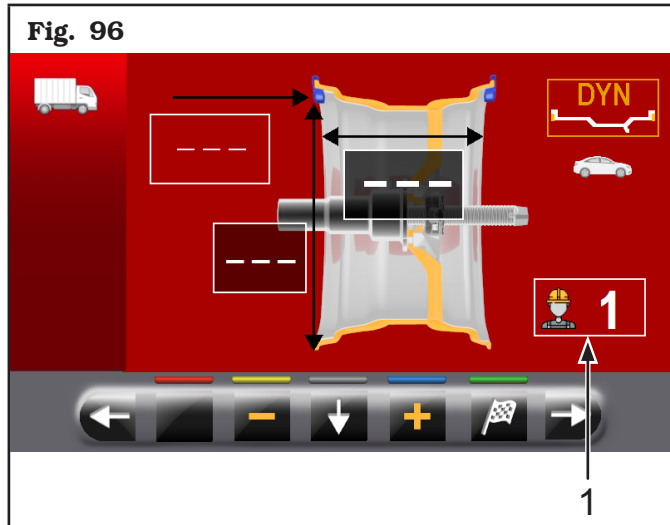 Fig. 96
DYN
– – –
– – –
– – –
1
1